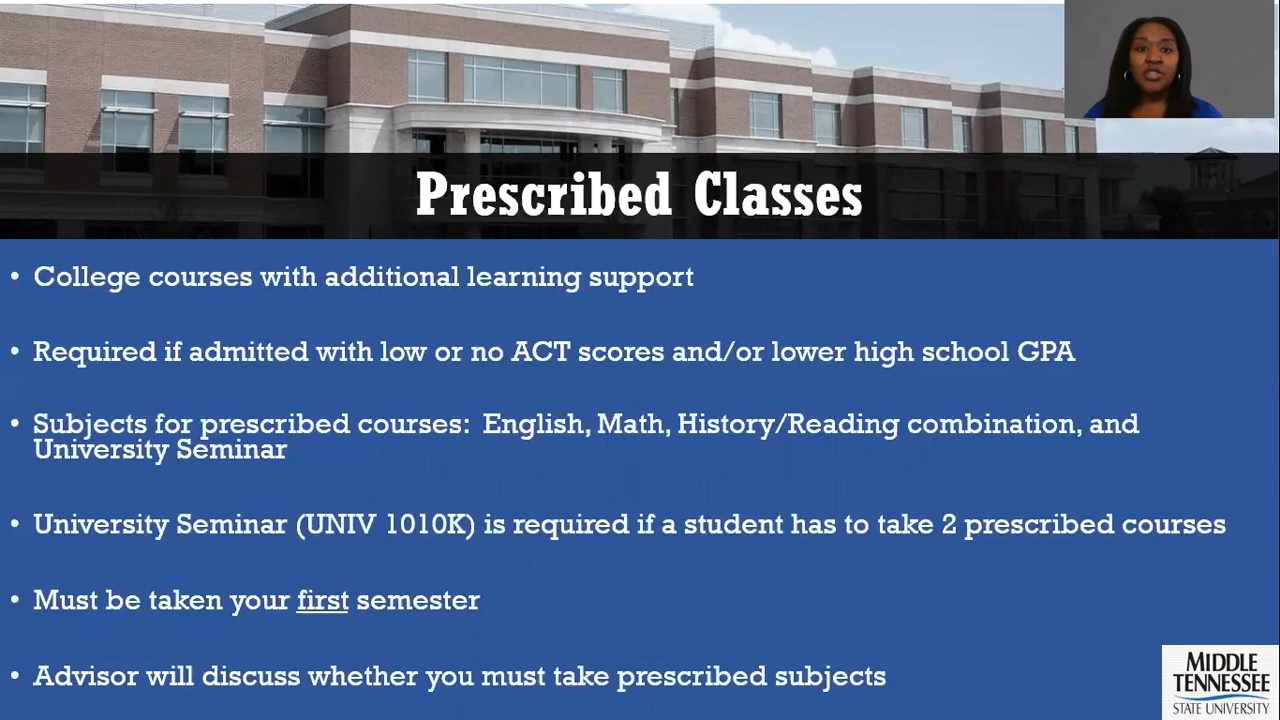 Prescribed Classes
• College courses with additional learning support
• Required if admitted with low or no ACT scores and/or lower high school GPA
• Subjects for prescribed courses:  English, Math, History/Reading combination, and
University Seminar
• University Seminar (UNIV 1010K) is required if a student has to take 2 prescribed courses
• Must be taken your first semester
• Advisor will discuss whether you must take prescribed subjects
MIDDLE
TENNESSEE
STATE UNIVERSITY